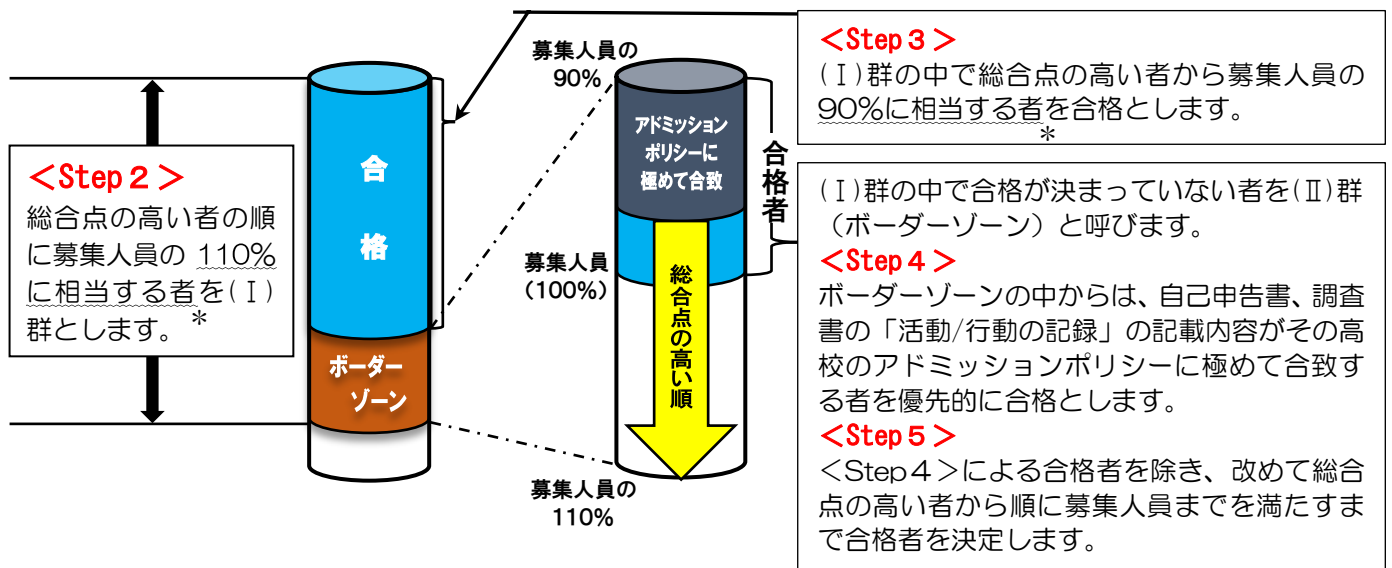 ＜Step２＞
総合点の高い者の順
に募集人員の 110%
に相当する者を(Ⅰ)
群とします。 *
合
格
ボーダー
ゾーン
募集人員の
90%
募集人員
(100%)
募集人員の
110%
アドミッション
ポリシーに
極めて合致
総合点の高い順
合格者
＜Step３＞
(Ⅰ)群の中で総合点の高い者から募集人員の
90%に相当する者を合格とします。
*
(Ⅰ)群の中で合格が決まっていない者を(Ⅱ)群
（ボーダーゾーン）と呼びます。
＜Step４＞
ボーダーゾーンの中からは、自己申告書、調査
書の「活動/行動の記録」の記載内容がその高
校のアドミッションポリシーに極めて合致す
る者を優先的に合格とします。
＜Step５＞
＜Step４＞による合格者を除き、改めて総合
点の高い者から順に募集人員までを満たすま
で合格者を決定します。